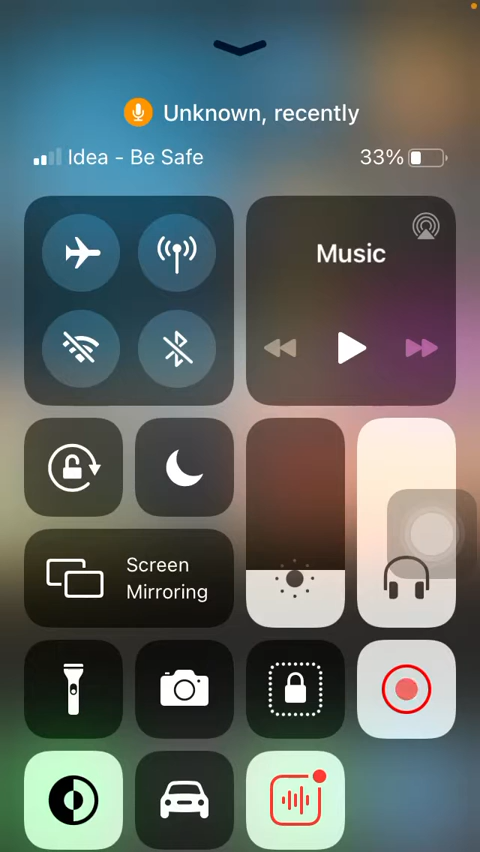 Unknown, recently
Idea - Be Safe 33%
Music
Screen
Mirroring